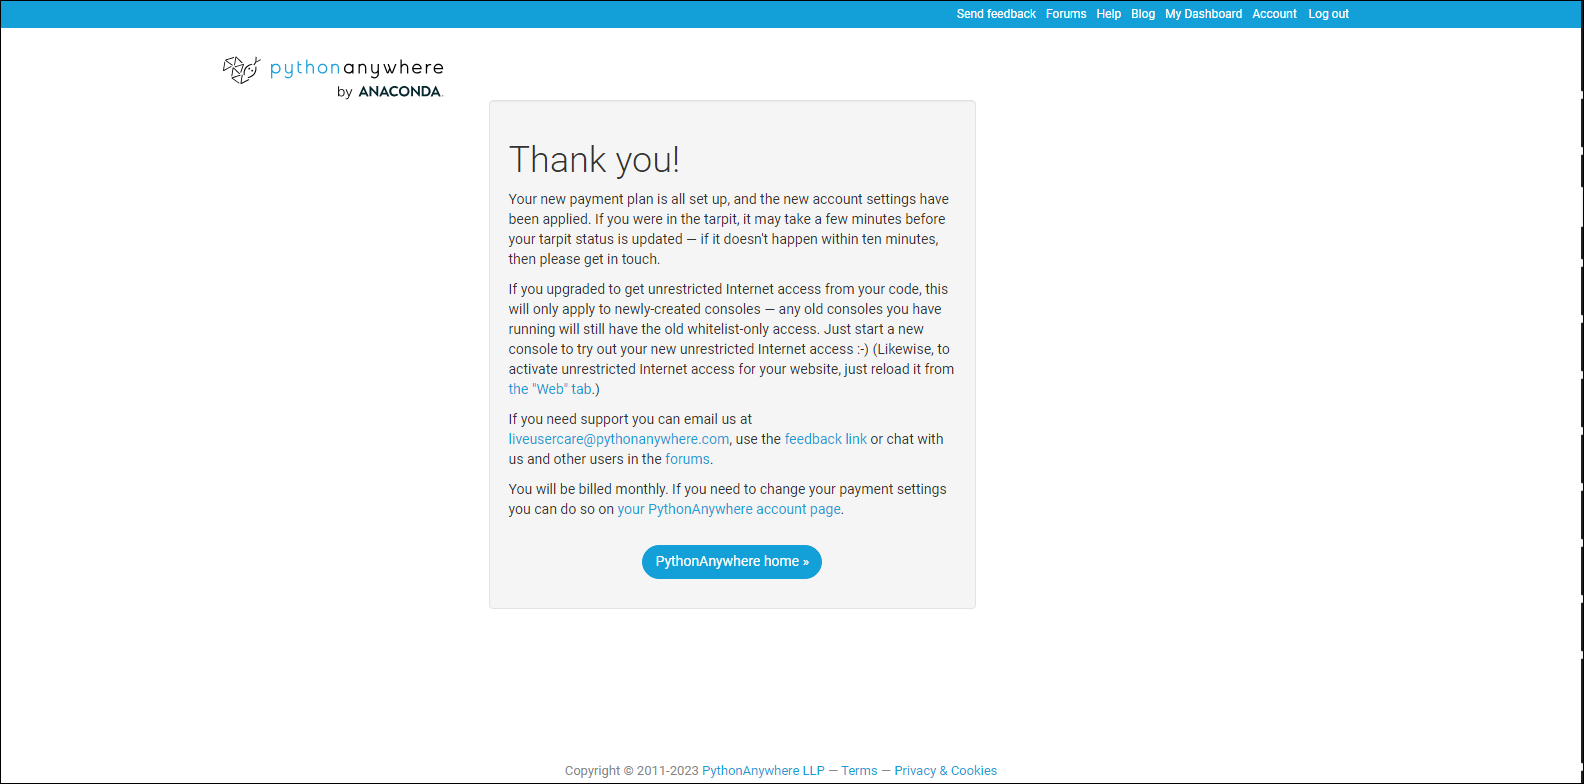 Send feedback Forums Help Blog My Dashboard Account Log out
pythonanywhere
by ANACONDA.
Thank you!
Your new payment plan is all set up, and the new account settings have
been applied. If you were in the tarpit, it may take a few minutes before
your tarpit status is updated — if it doesn't happen within ten minutes,
then please get in touch.
If you upgraded to get unrestricted Internet access from your code, this
will only apply to newly-created consoles — any old consoles you have
running will still have the old whitelist-only access. Just start a new
console to try out your new unrestricted Internet access :-) (Likewise, to
activate unrestricted Internet access for your website, just reload it from
the "Web" tab.)
If you need support you can email us at
liveusercare@pythonanywhere.com, use the feedback link or chat with
us and other users in the forums.
You will be billed monthly. If you need to change your payment settings
you can do so on your PythonAnywhere account page.
PythonAnywhere home »
Copyright © 2011-2023 PythonAnywhere LLP — Terms — Privacy & Cookies